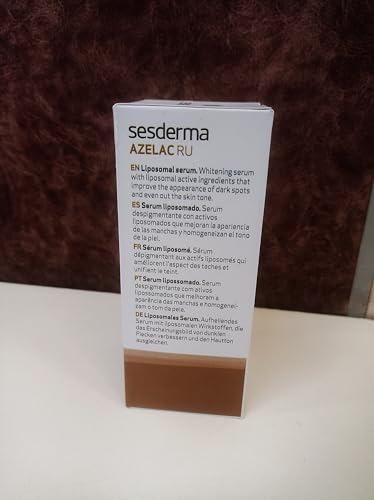 sesderma
AZELAC RU
EN Liposomal serum. Whitening serum
with liposomal active ingredients that
improve the appearance of dark spots
and even out the skin tone.
ES Serum liposomado. Serum
despigmentante con activos
liposomados que mejoran la apariencia
de las manchas y homogeneizan el tono
de la piel.
FR Sérum liposomé. Sérum
dépigmentant aux actifs liposomés qui
améliorent l'aspect des taches et
unifient le teint.
PT Serum lipossomado. Serum
despigmentante com ativos
lipossomados que melhoram a
aparência das manchas e homogenei-
zam o tom de pele.
DE Liposomales Serum. Aufhellendes
Serum mit liposomalen Wirkstoffen, die
das Erscheinungsbild von dunklen
Flecken verbessern und den Hautton
ausgleichen.